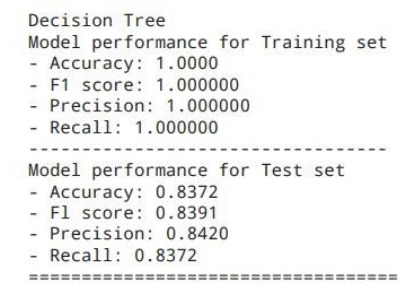 Decision Tree
Model performance for Training set
- Accuracy: 1.0000
- F1 score: 1.000000
- Precision: 1.000000
- Recall: 1.000000
----------------------------------
Model performance for Test set
- Accuracy: 0.8372
- Fl score: 0.8391
- Precision: 0.8420
- Recall: 0.8372
===================================